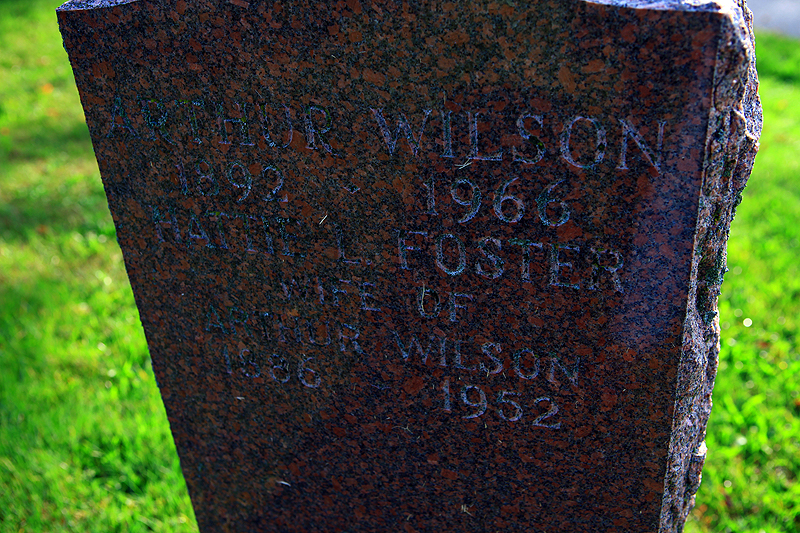 ARTHUR WILSON
1892 - 1966
HATTIE L. FOSTER
WIFE OF
ARTHUR WILSON
1886 1952